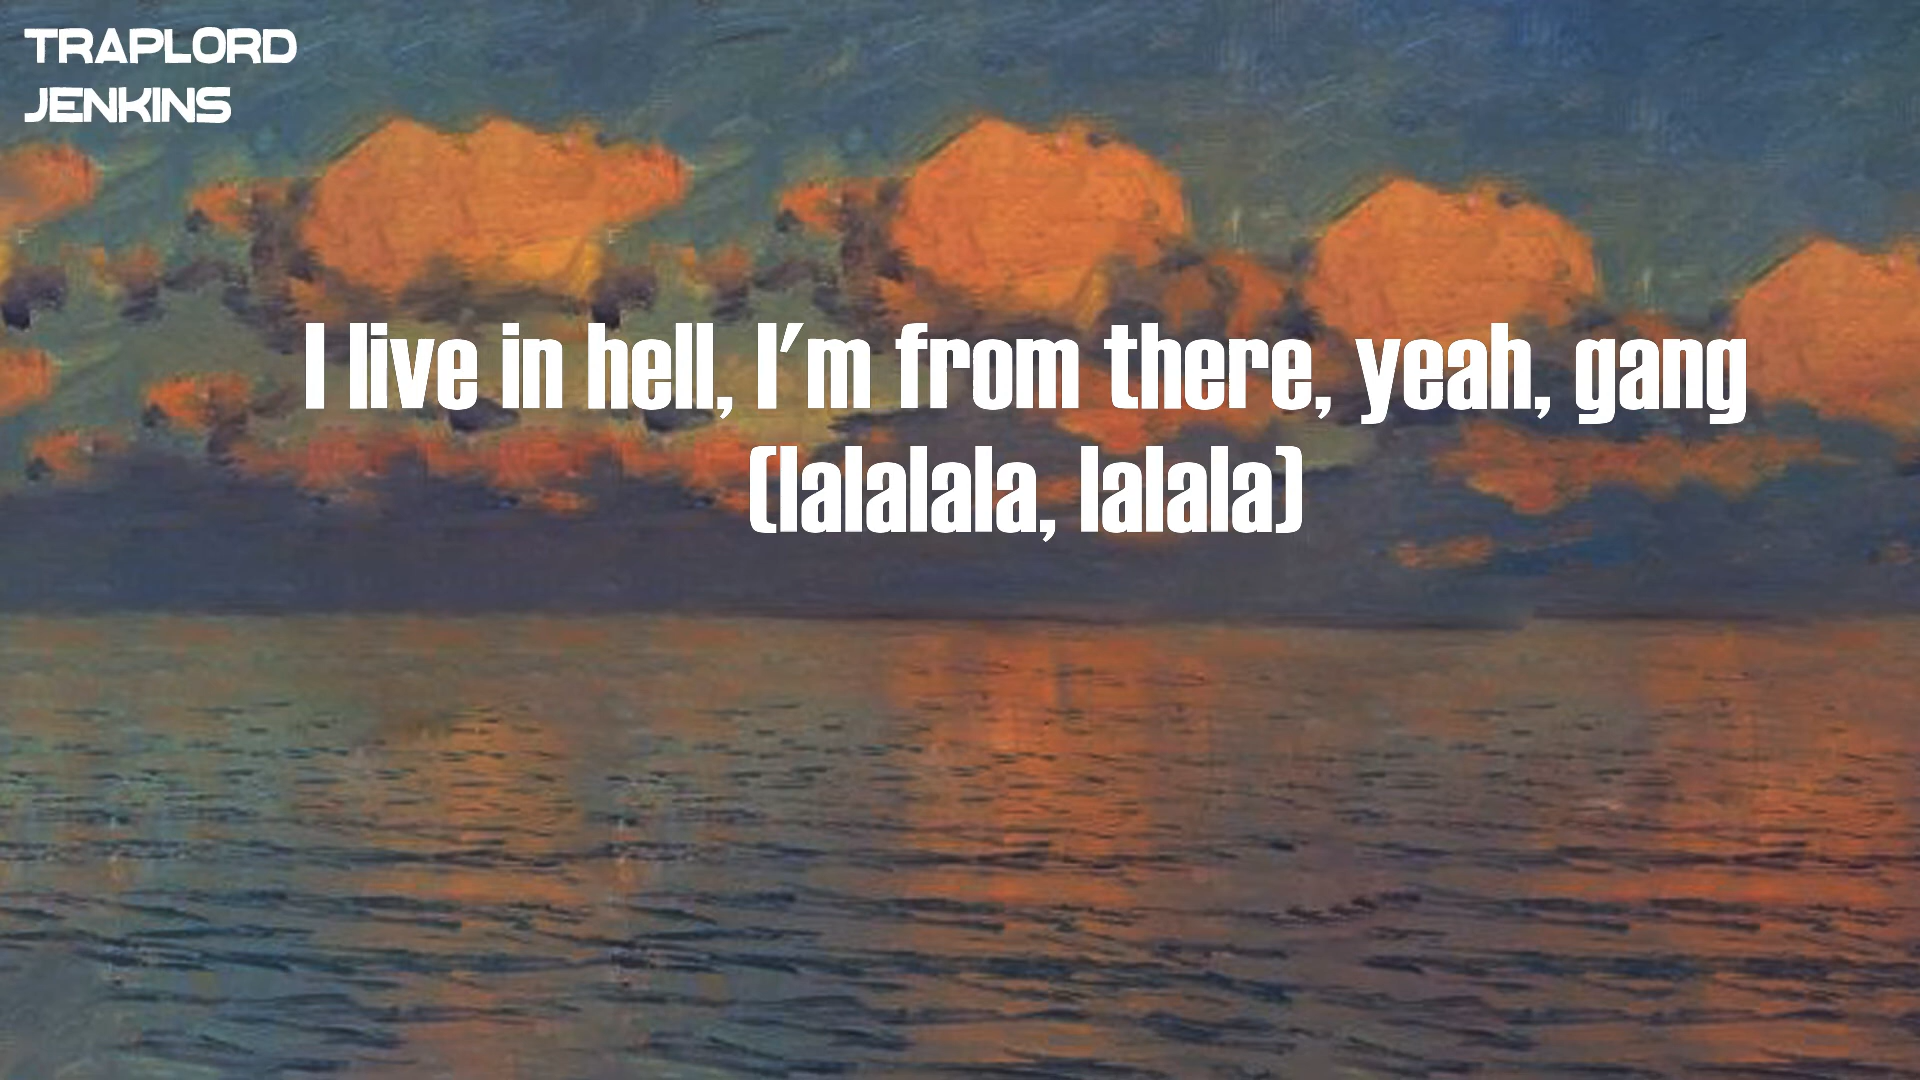 TRAPLORD
JENKINS
I live in hell, I'm from there, yeah, gang
(lalalala, lalala)